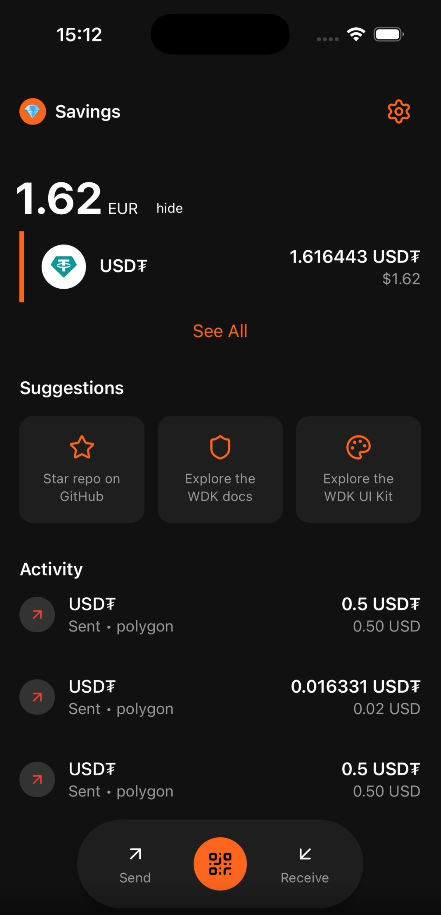 15:12
Savings
1.62 EUR hide
USD₮ 1.616443 USD₮
$1.62
See All
Suggestions
Star repo on GitHub
Explore the WDK docs
Explore the WDK UI Kit
Activity
USD₮ 0.5 USD₮
Sent • polygon 0.50 USD
USD₮ 0.016331 USD₮
Sent • polygon 0.02 USD
USD₮ 0.5 USD₮
Sent • polygon 0.50 USD
Send Receive